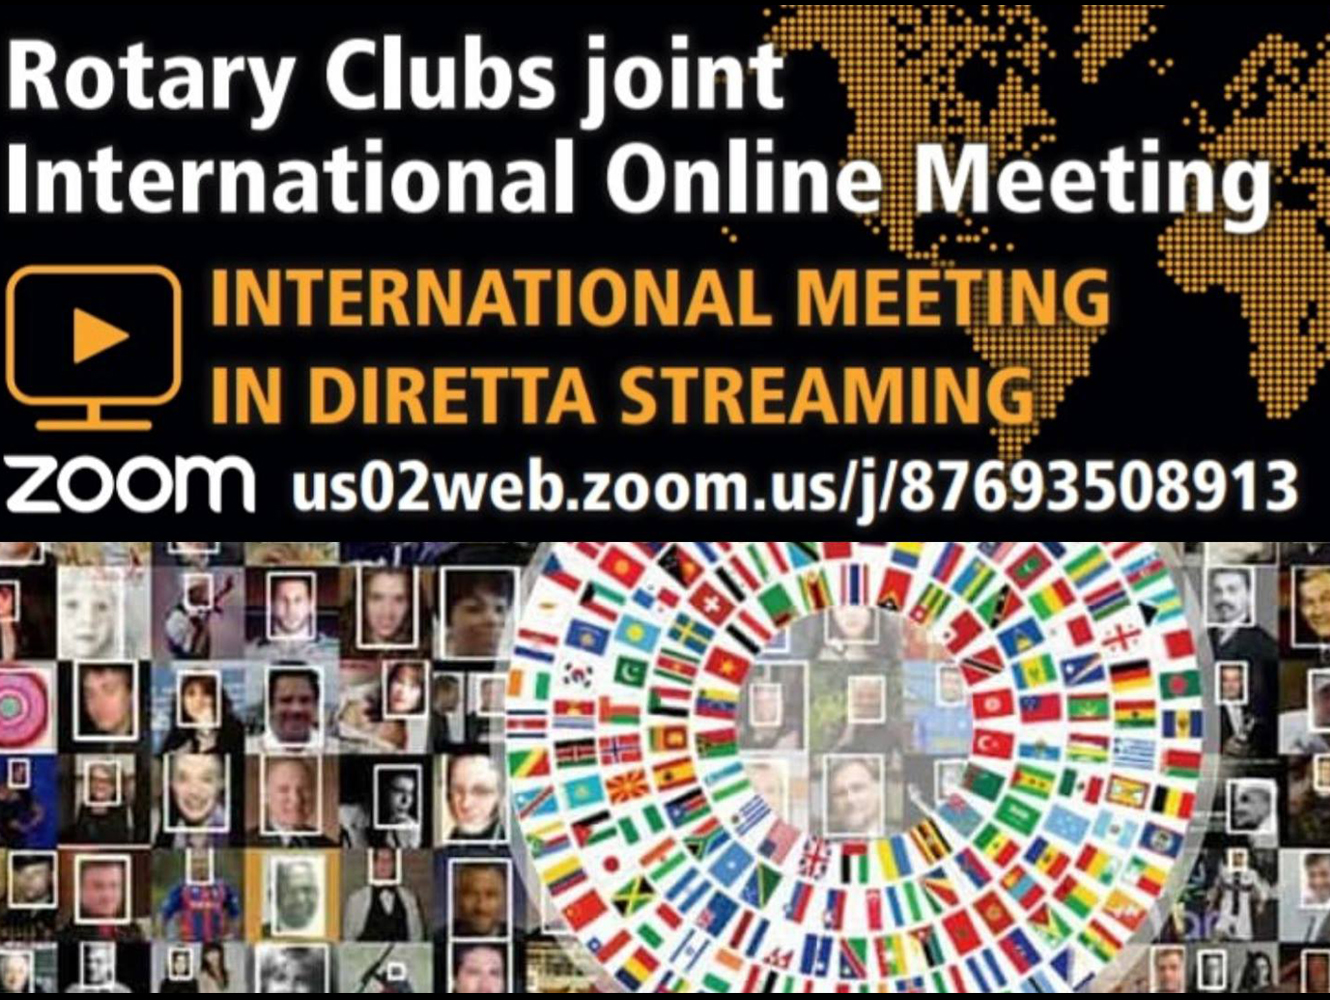 Rotary Clubs joint
International Online Meeting
INTERNATIONAL MEETING
IN DIRETTA STREAMING
zoom us02web.zoom.us/j/87693508913